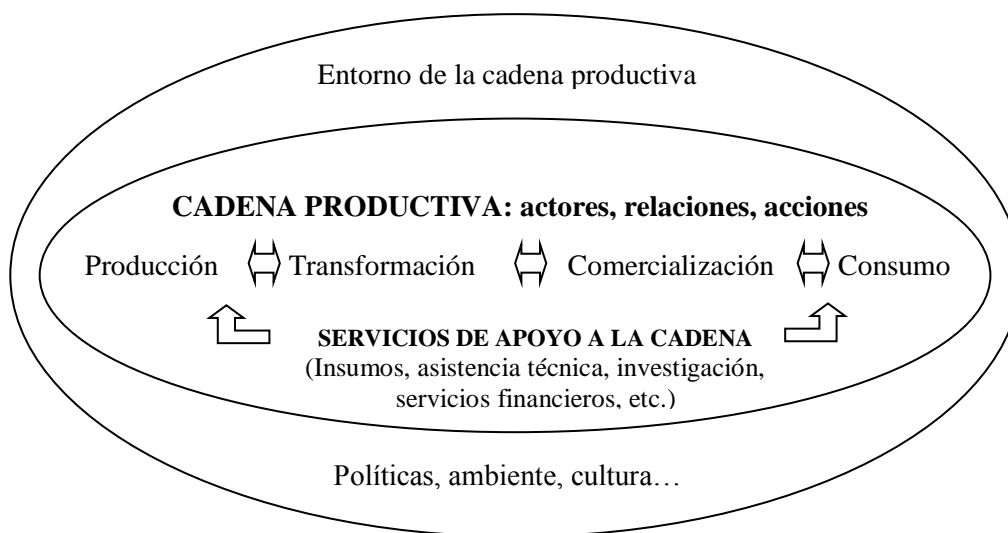 Entorno de la cadena productiva
CADENA PRODUCTIVA: actores, relaciones, acciones
Producción Transformación Comercialización Consumo
SERVICIOS DE APOYO A LA CADENA
(Insumos, asistencia técnica, investigación,
servicios financieros, etc.)
Políticas, ambiente, cultura…